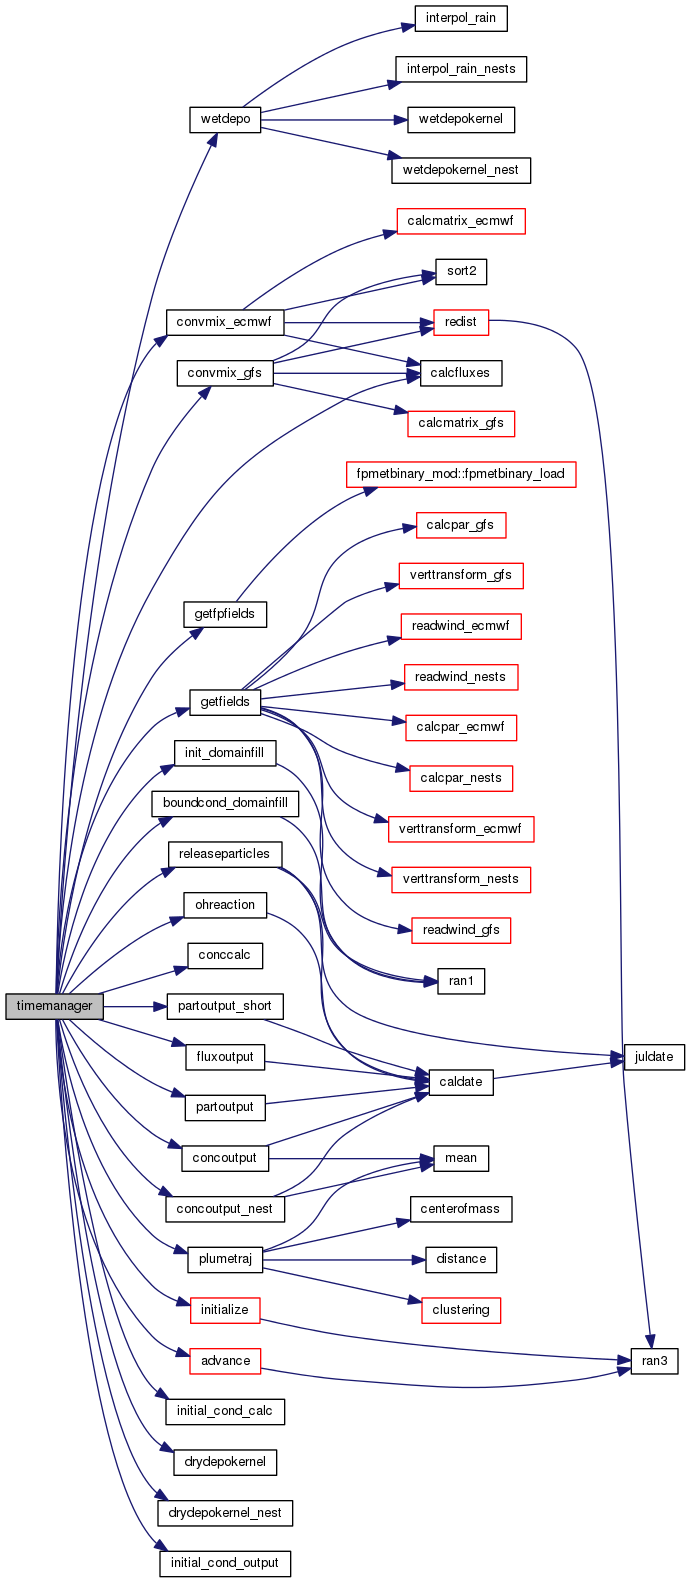 interpol_rain
interpol_rain_nests
wetdepo
wetdepokernel
wetdepokernel_nest
calcmatrix_ecmwf
sort2
convmix_ecmwf
redist
convmix_gfs
calcfluxes
calcmatrix_gfs
fpmetbinary_mod::fpmetbinary_load
calcpar_gfs
verttransform_gfs
getfpfields
readwind_ecmwf
readwind_nests
getfields
calcpar_ecmwf
init_domainfill
calcpar_nests
boundcond_domainfill
verttransform_ecmwf
releaseparticles
verttransform_nests
ohreaction
readwind_gfs
conccalc
ran1
timemanager
partoutput_short
fluxoutput
juldate
caldate
partoutput
concoutput
mean
concoutput_nest
centerofmass
plumetraj
distance
initialize
clustering
advance
ran3
initial_cond_calc
drydepokernel
drydepokernel_nest
initial_cond_output